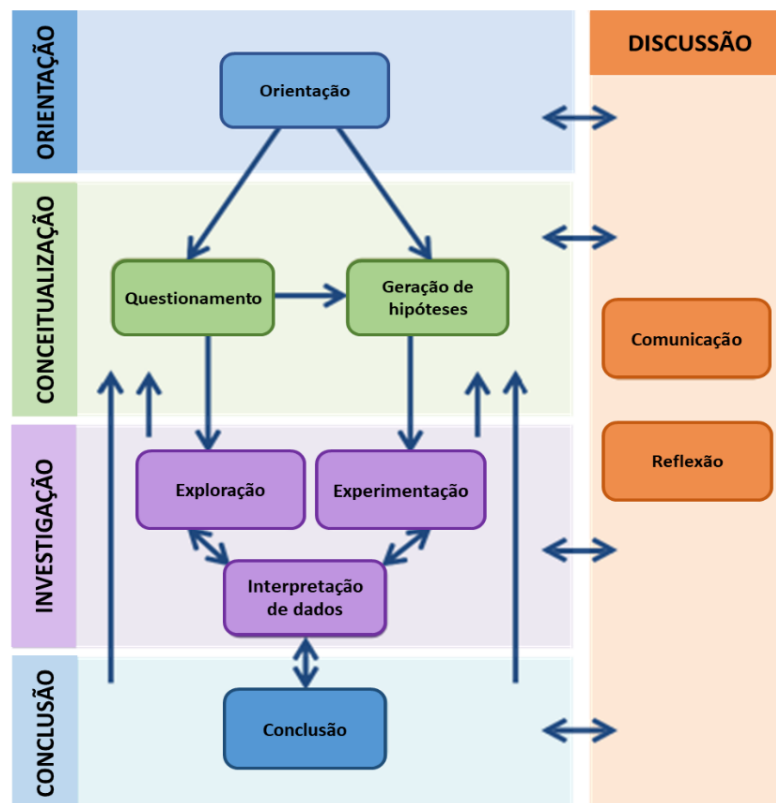 ORIENTAÇÃO
Orientação
DISCUSSÃO
CONCEITUALIZAÇÃO
Questionamento
Geração de
hipóteses
Comunicação
Reflexão
INVESTIGAÇÃO
Exploração
Experimentação
Interpretação
de dados
CONCLUSÃO
Conclusão